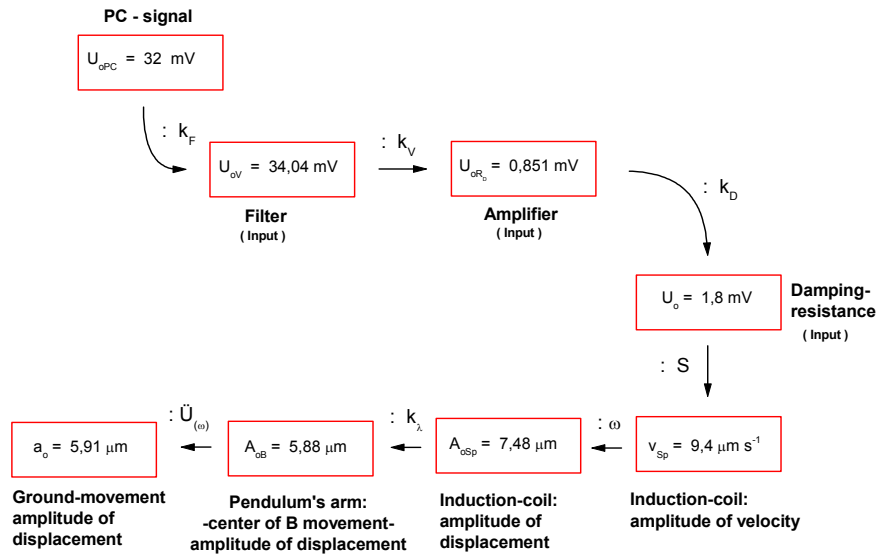 PC - signal
U_oPC = 32 mV
: k_F
U_oV = 34,04 mV
Filter
( Input )
: k_V
U_oR_D = 0,851 mV
Amplifier
( Input )
: k_D
U_o = 1,8 mV
Damping-
resistance
( Input )
: S
v_Sp = 9,4 μm s⁻¹
Induction-coil:
amplitude of velocity
: ω
A_oSp = 7,48 μm
Induction-coil:
amplitude of
displacement
: k_λ
A_oB = 5,88 μm
Pendulum's arm:
-center of B movement-
amplitude of displacement
: Ü_(ω)
a_o = 5,91 μm
Ground-movement
amplitude of
displacement